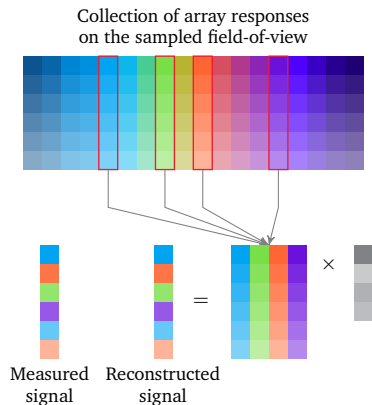 Collection of array responses
on the sampled field-of-view
×
=
Measured
signal
Reconstructed
signal